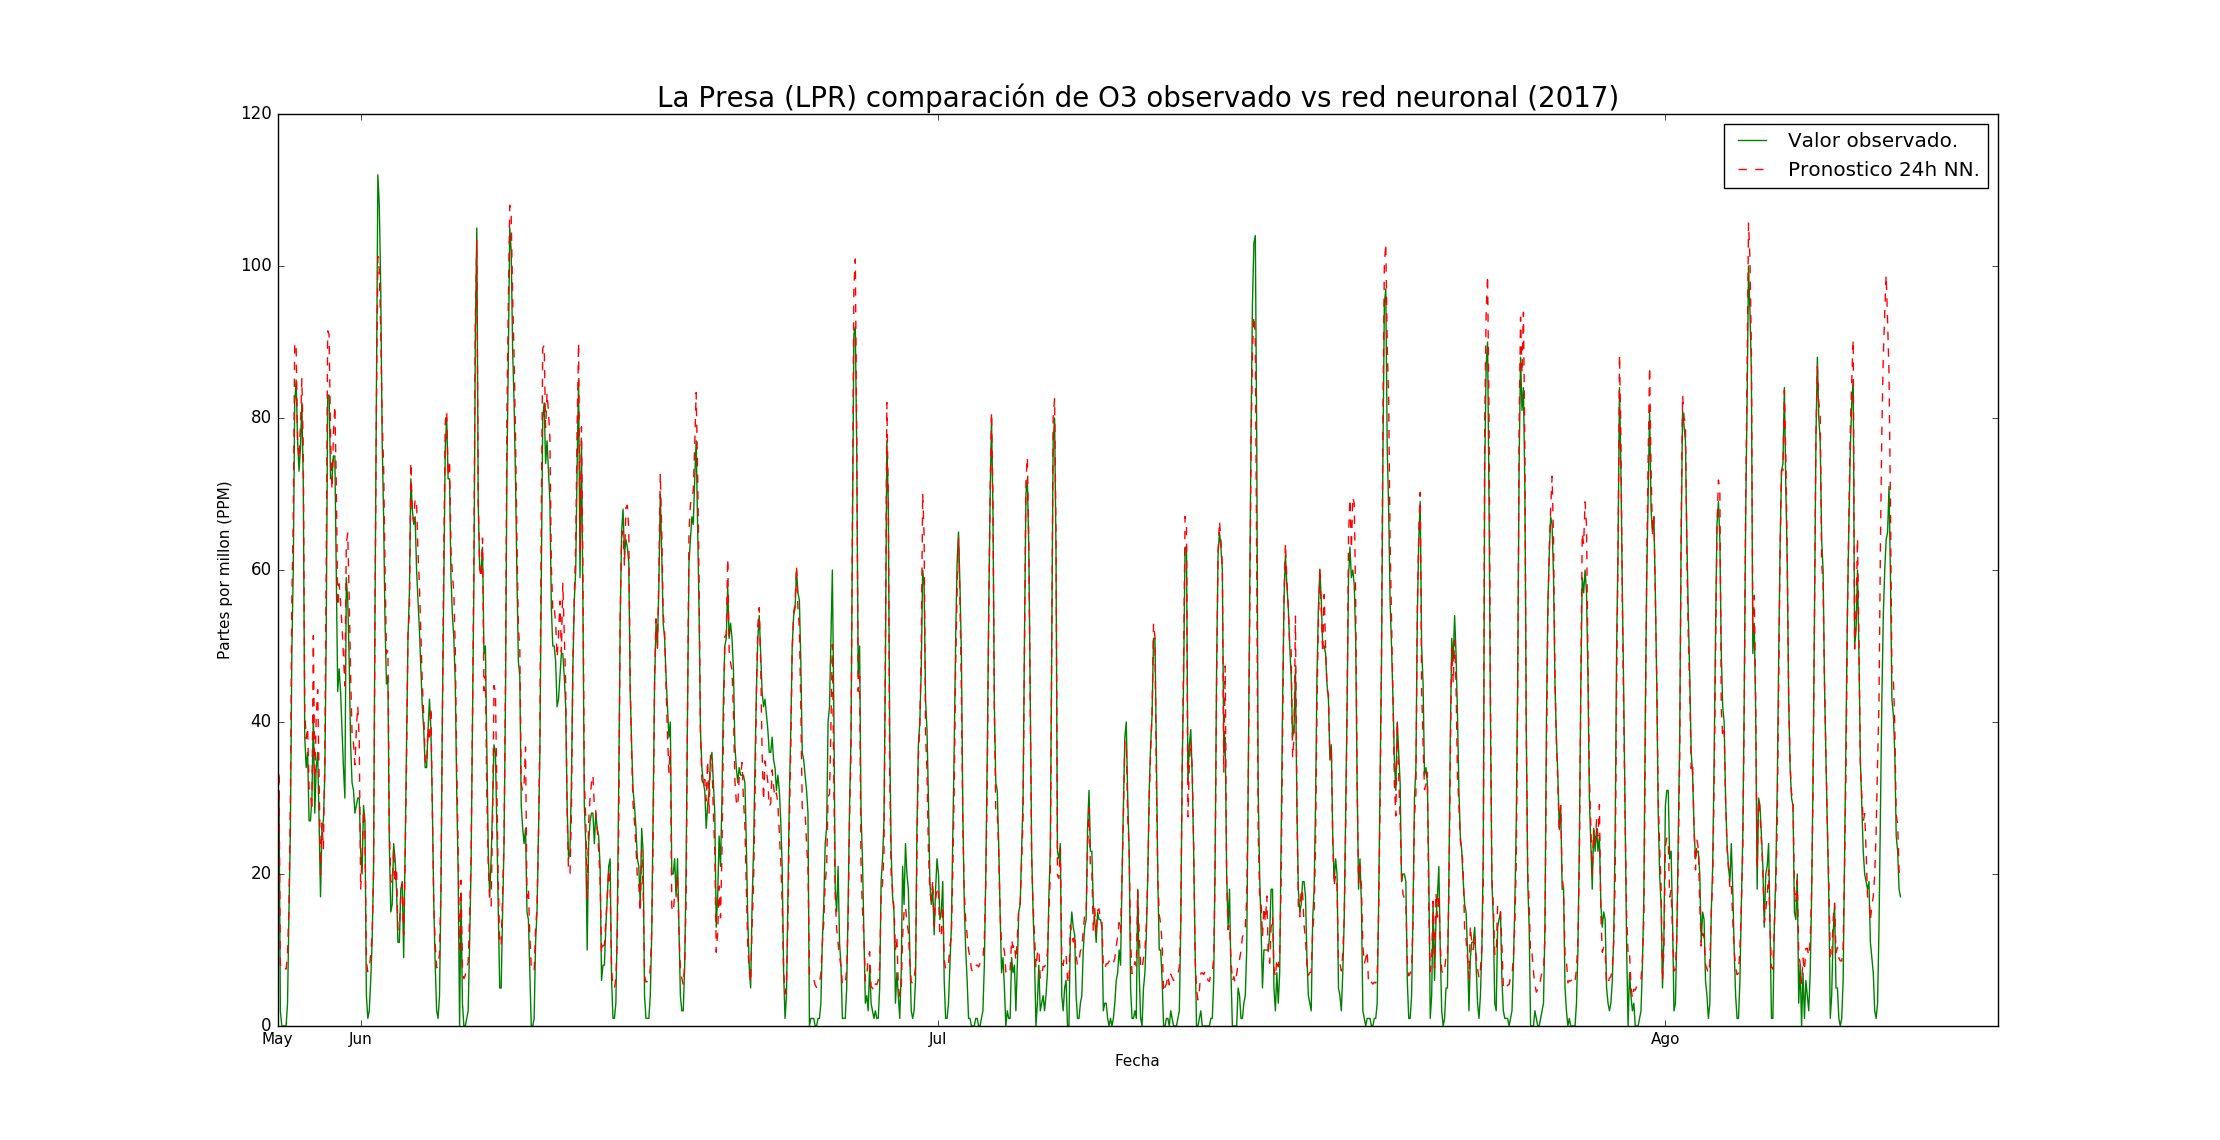 La Presa (LPR) comparación de O3 observado vs red neuronal (2017)
120
100
80
60
40
20
0
Partes por millon (PPM)
Valor observado.
Pronostico 24h NN.
May
Jun
Jul
Ago
Fecha